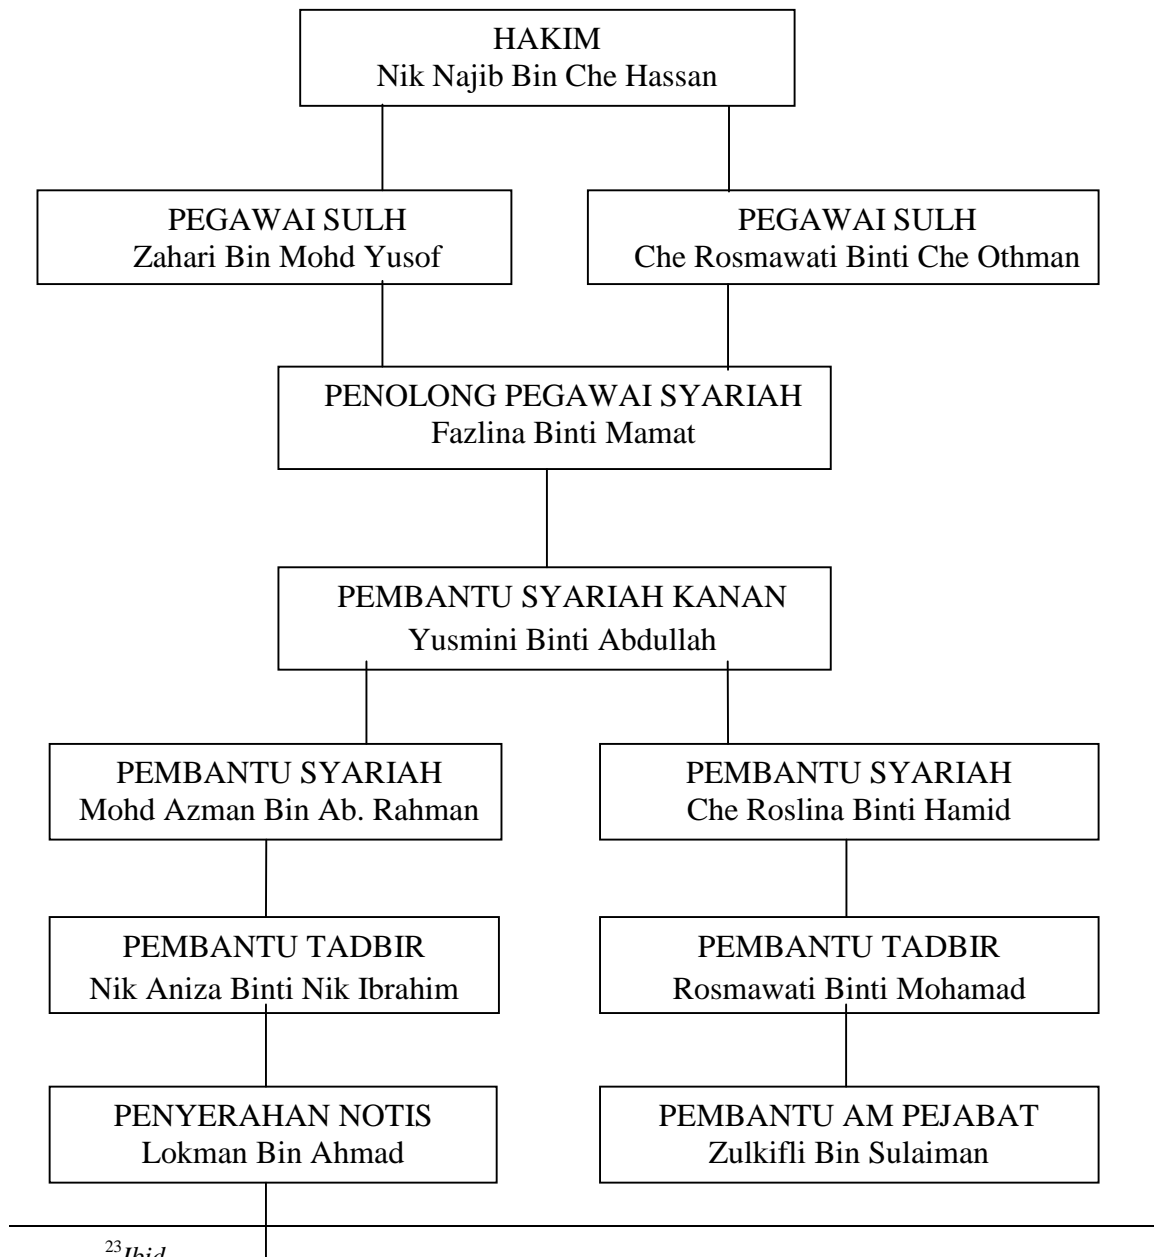 HAKIM
Nik Najib Bin Che Hassan
PEGAWAI SULH
Zahari Bin Mohd Yusof
PEGAWAI SULH
Che Rosmawati Binti Che Othman
PENOLONG PEGAWAI SYARIAH
Fazlina Binti Mamat
PEMBANTU SYARIAH KANAN
Yusmini Binti Abdullah
PEMBANTU SYARIAH
Mohd Azman Bin Ab. Rahman
PEMBANTU SYARIAH
Che Roslina Binti Hamid
PEMBANTU TADBIR
Nik Aniza Binti Nik Ibrahim
PEMBANTU TADBIR
Rosmawati Binti Mohamad
PENYERAHAN NOTIS
Lokman Bin Ahmad
PEMBANTU AM PEJABAT
Zulkifli Bin Sulaiman
23Ibid